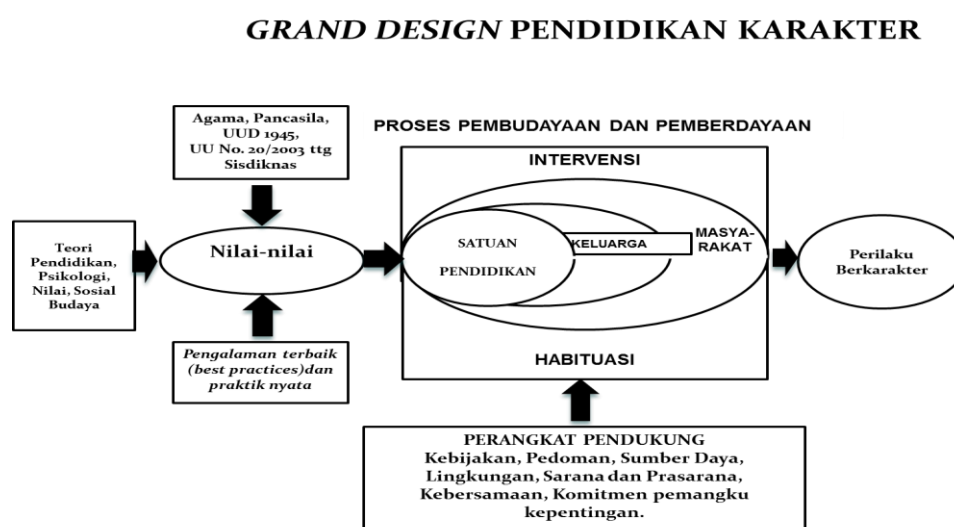 GRAND DESIGN PENDIDIKAN KARAKTER
Agama, Pancasila,
UUD 1945,
UU No. 20/2003 ttg
Sisdiknas
PROSES PEMBUDAYAAN DAN PEMBERDAYAAN
INTERVENSI
Teori
Pendidikan,
Psikologi,
Nilai, Sosial
Budaya
Nilai-nilai
SATUAN
PENDIDIKAN
KELUARGA
MASYA-
RAKAT
Perilaku
Berkarakter
HABITUASI
Pengalaman terbaik
(best practices)dan
praktik nyata
PERANGKAT PENDUKUNG
Kebijakan, Pedoman, Sumber Daya,
Lingkungan, Sarana dan Prasarana,
Kebersamaan, Komitmen pemangku
kepentingan.